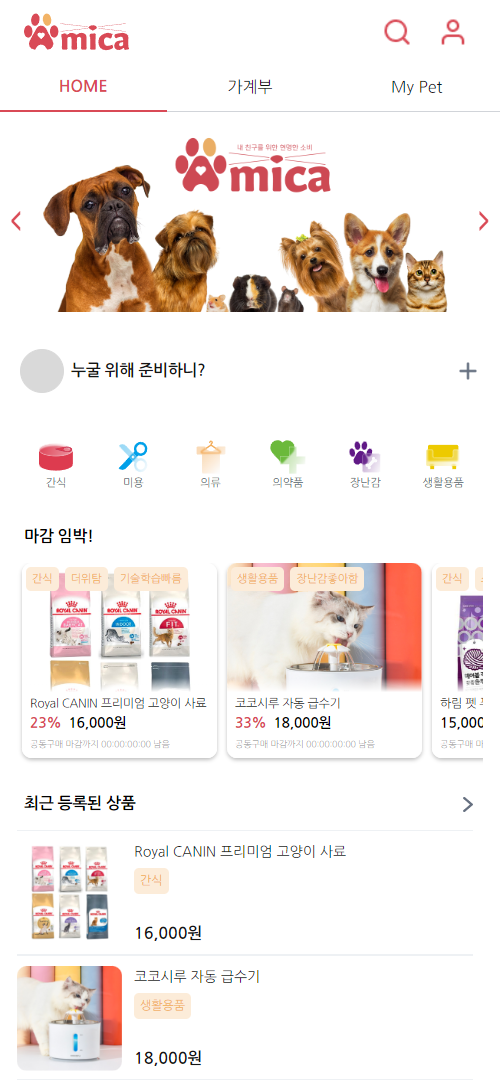 Amica
HOME 가계부 My Pet
내 친구를 위한 현명한 소비
Amica
누굴 위해 준비하니?
간식 미용 의류 의약품 장난감 생활용품
마감 임박!
간식 더위탐 기술학습빠름
ROYAL CANIN ROYAL CANIN ROYAL CANIN
Royal CANIN 프리미엄 고양이 사료
23% 16,000원
공동구매 마감까지 00:00:00:00 남음
생활용품 장난감좋아함
코코시루 자동 급수기
33% 18,000원
공동구매 마감까지 00:00:00:00 남음
간식
하림 펫
15,000
공동구매 마
최근 등록된 상품
Royal CANIN 프리미엄 고양이 사료
간식
16,000원
코코시루 자동 급수기
생활용품
18,000원